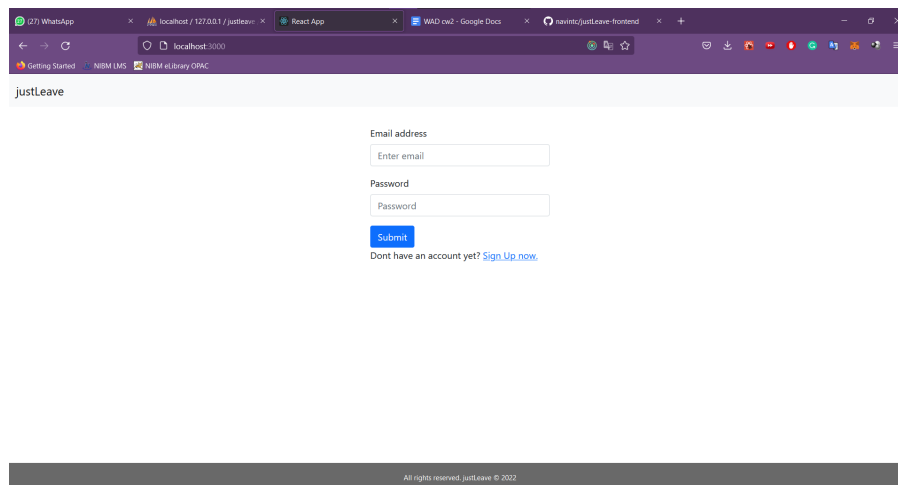 (27) WhatsApp
localhost / 127.0.0.1 / justleave
React App
WAD cw2 - Google Docs
navintc/justLeave-frontend
localhost:3000
Getting Started
NIBM LMS
NIBM eLibrary OPAC
justLeave
Email address
Enter email
Password
Password
Submit
Dont have an account yet? Sign Up now.
All rights reserved. justLeave © 2022